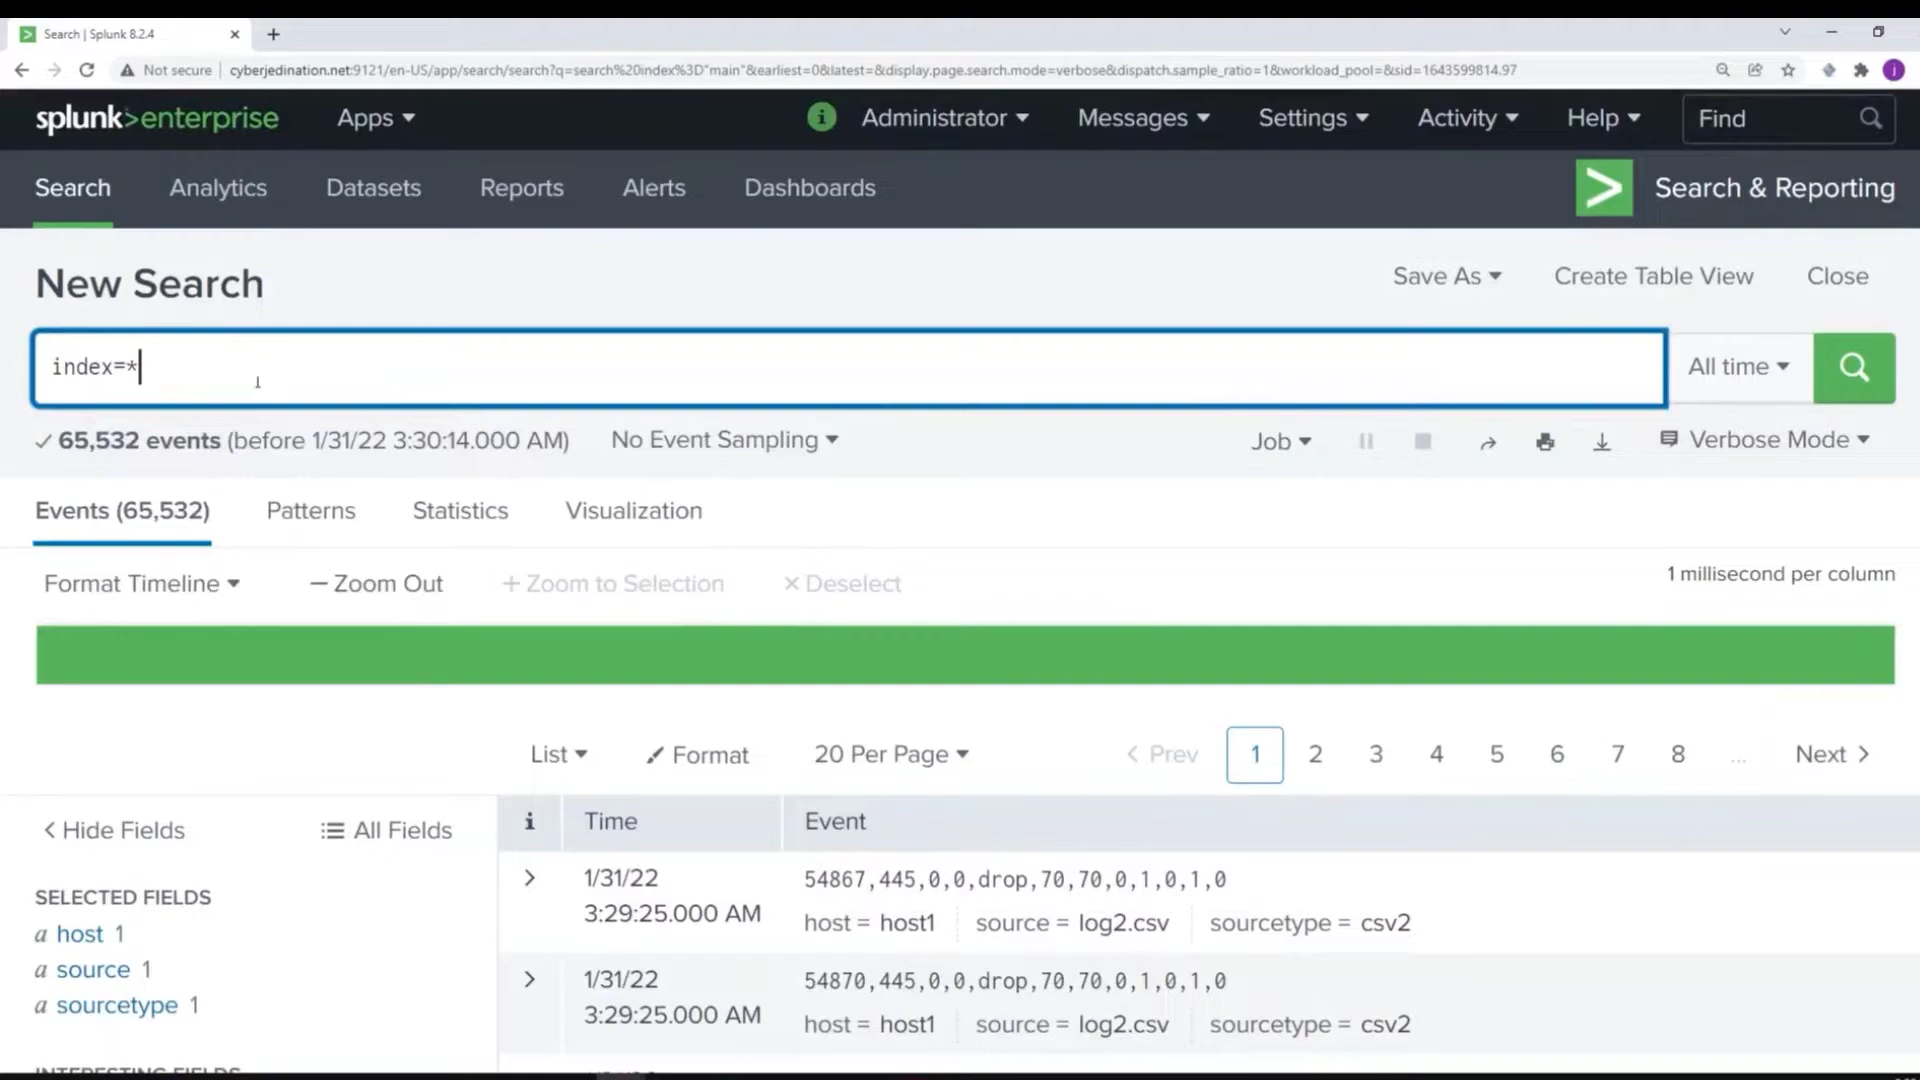 Search | Splunk 8.2.4
Not secure cyberjedination.net:9121/en-US/app/search/search?q=search%20index%3D"main"&earliest=0&latest=&display.page.search.mode=verbose&dispatch.sample_ratio=1&workload_pool=&sid=1643599814.97
j
splunk>enterprise Apps i Administrator Messages Settings Activity Help Find
Search Analytics Datasets Reports Alerts Dashboards > Search & Reporting
New Search Save As Create Table View Close
index=* All time
✓ 65,532 events (before 1/31/22 3:30:14.000 AM) No Event Sampling Job Verbose Mode
Events (65,532) Patterns Statistics Visualization
Format Timeline — Zoom Out + Zoom to Selection × Deselect 1 millisecond per column
List Format 20 Per Page < Prev 1 2 3 4 5 6 7 8 ... Next >
< Hide Fields All Fields i Time Event
SELECTED FIELDS
a host 1
a source 1
a sourcetype 1
INTERESTING FIELDS
> 1/31/22 54867,445,0,0,drop,70,70,0,1,0,1,0
3:29:25.000 AM host = host1 source = log2.csv sourcetype = csv2
> 1/31/22 54870,445,0,0,drop,70,70,0,1,0,1,0
3:29:25.000 AM host = host1 source = log2.csv sourcetype = csv2